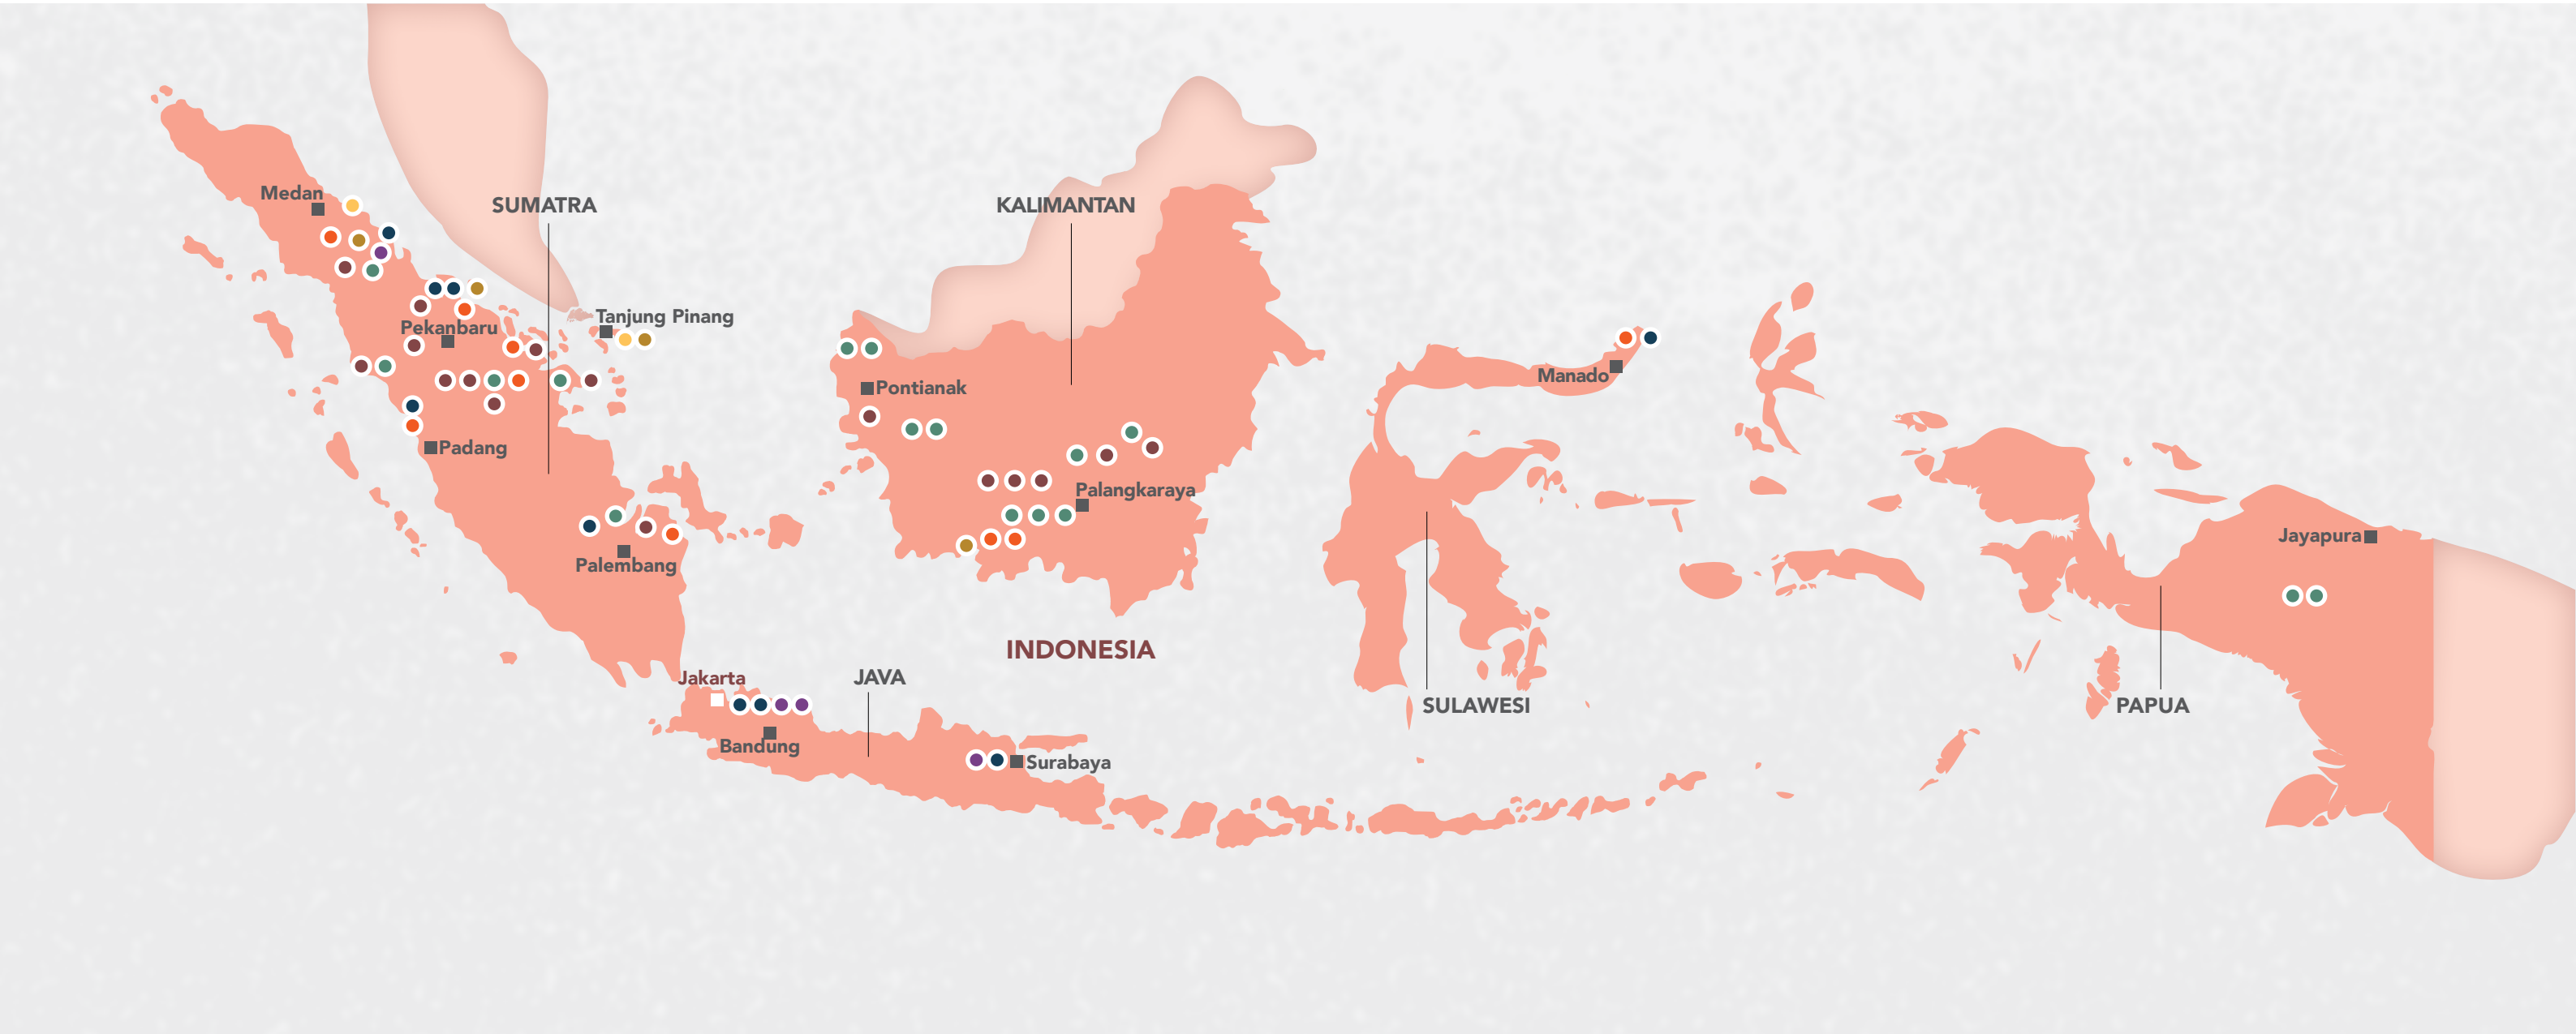 Medan
SUMATRA
KALIMANTAN
Tanjung Pinang
Pekanbaru
Manado
Pontianak
Padang
Palangkaraya
Jayapura
Palembang
INDONESIA
Jakarta
JAVA
SULAWESI
PAPUA
Bandung
Surabaya